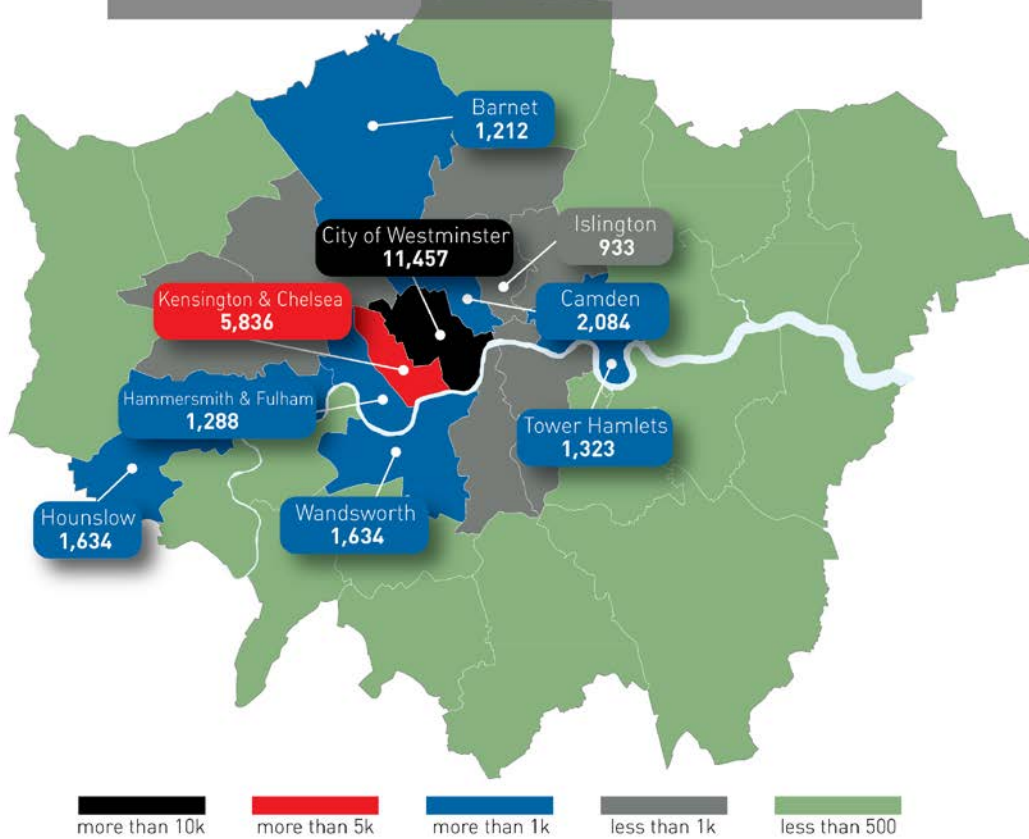 Barnet
1,212
City of Westminster
11,457
Islington
933
Kensington & Chelsea
5,836
Camden
2,084
Hammersmith & Fulham
1,288
Tower Hamlets
1,323
Hounslow
1,634
Wandsworth
1,634
more than 10k
more than 5k
more than 1k
less than 1k
less than 500